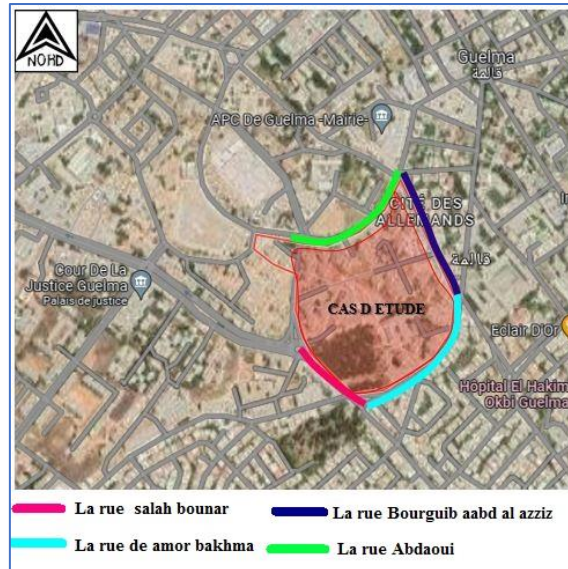 NORD
Guelma
قالمة
APC De Guelma -Mairie-
CITÉ DES
ALLEMANDS
قالمة
Cour De La
Justice Guelma
Palais de justice
CAS D ETUDE
Eclair D'Or
Hôpital El Hakim
Okbi Guelma
La rue salah bounar
La rue Bourguib aabd al azziz
La rue de amor bakhma
La rue Abdaoui